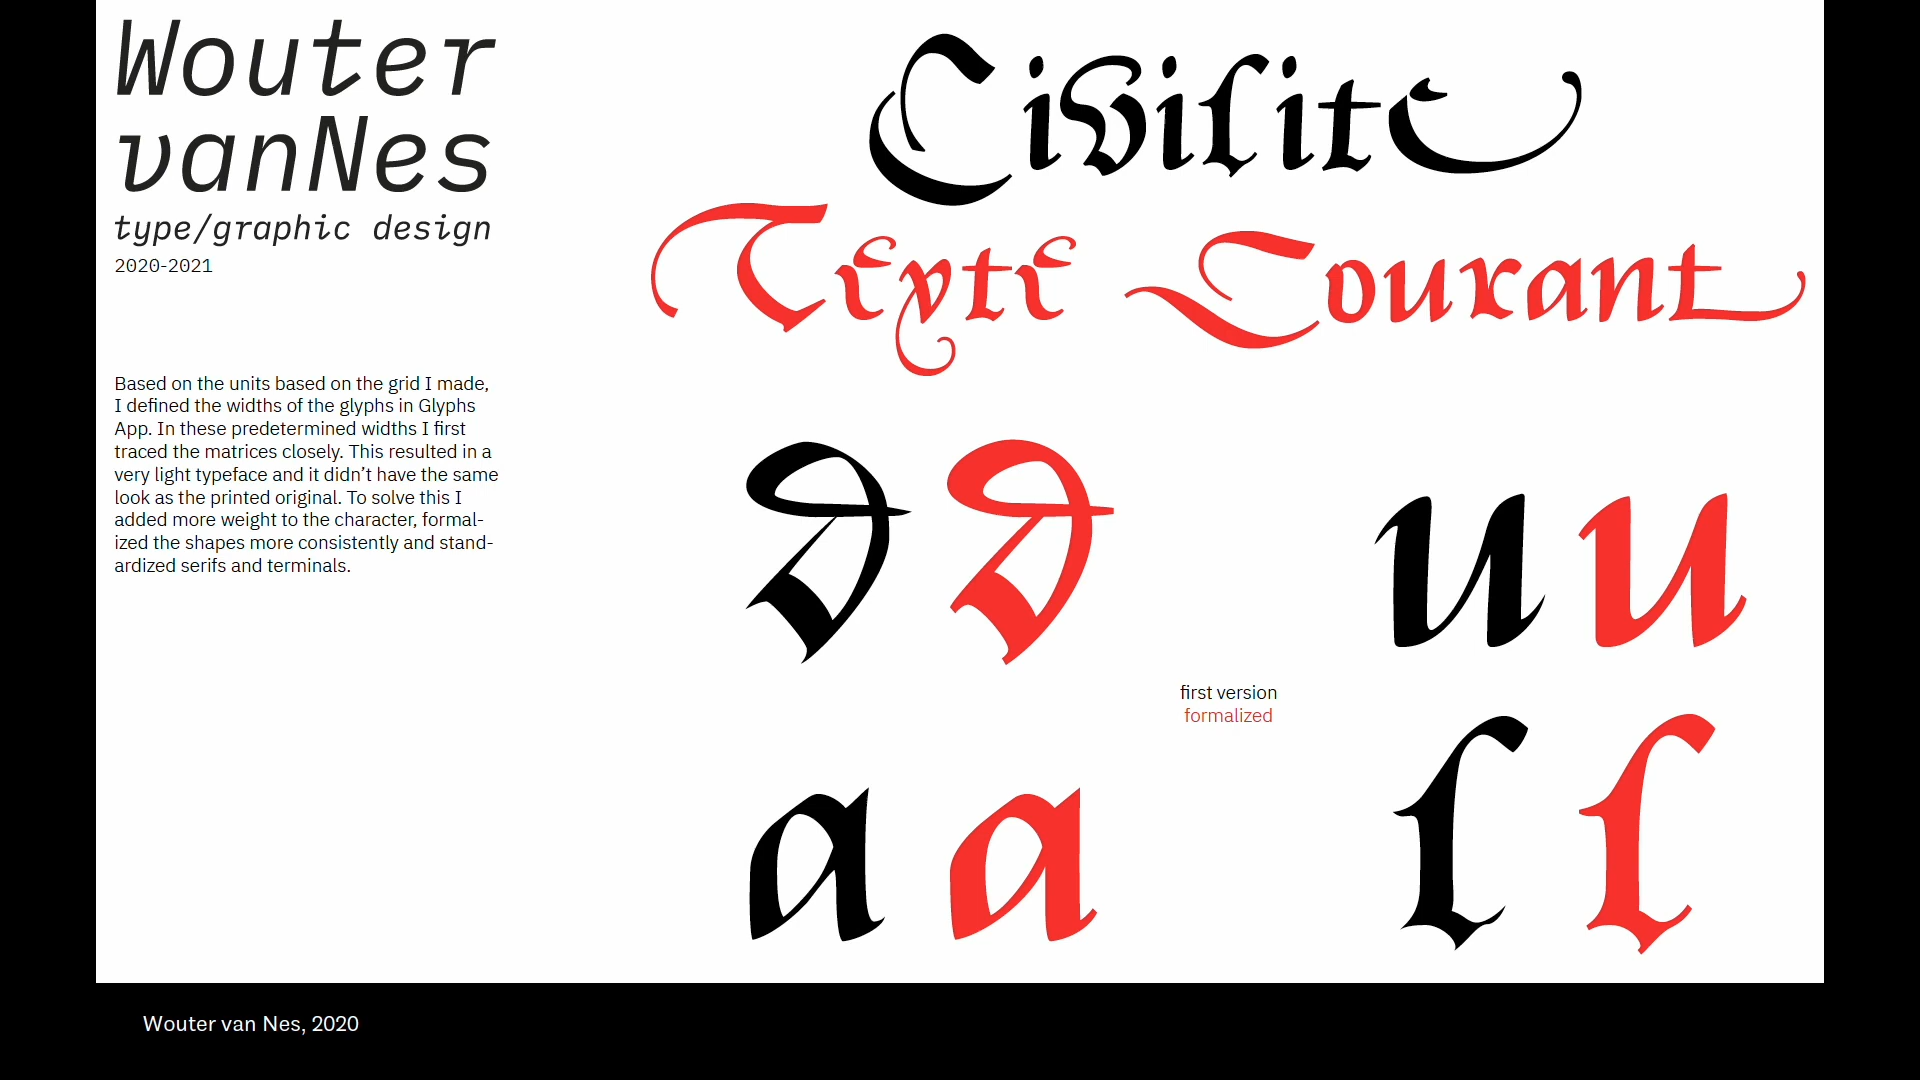 Wouter
vanNes
type/graphic design
2020-2021
Based on the units based on the grid I made,
I defined the widths of the glyphs in Glyphs
App. In these predetermined widths I first
traced the matrices closely. This resulted in a
very light typeface and it didn’t have the same
look as the printed original. To solve this I
added more weight to the character, formal-
ized the shapes more consistently and stand-
ardized serifs and terminals.
Civilite
Texte Courant
d d
u u
first version
formalized
a a
l l
Wouter van Nes, 2020